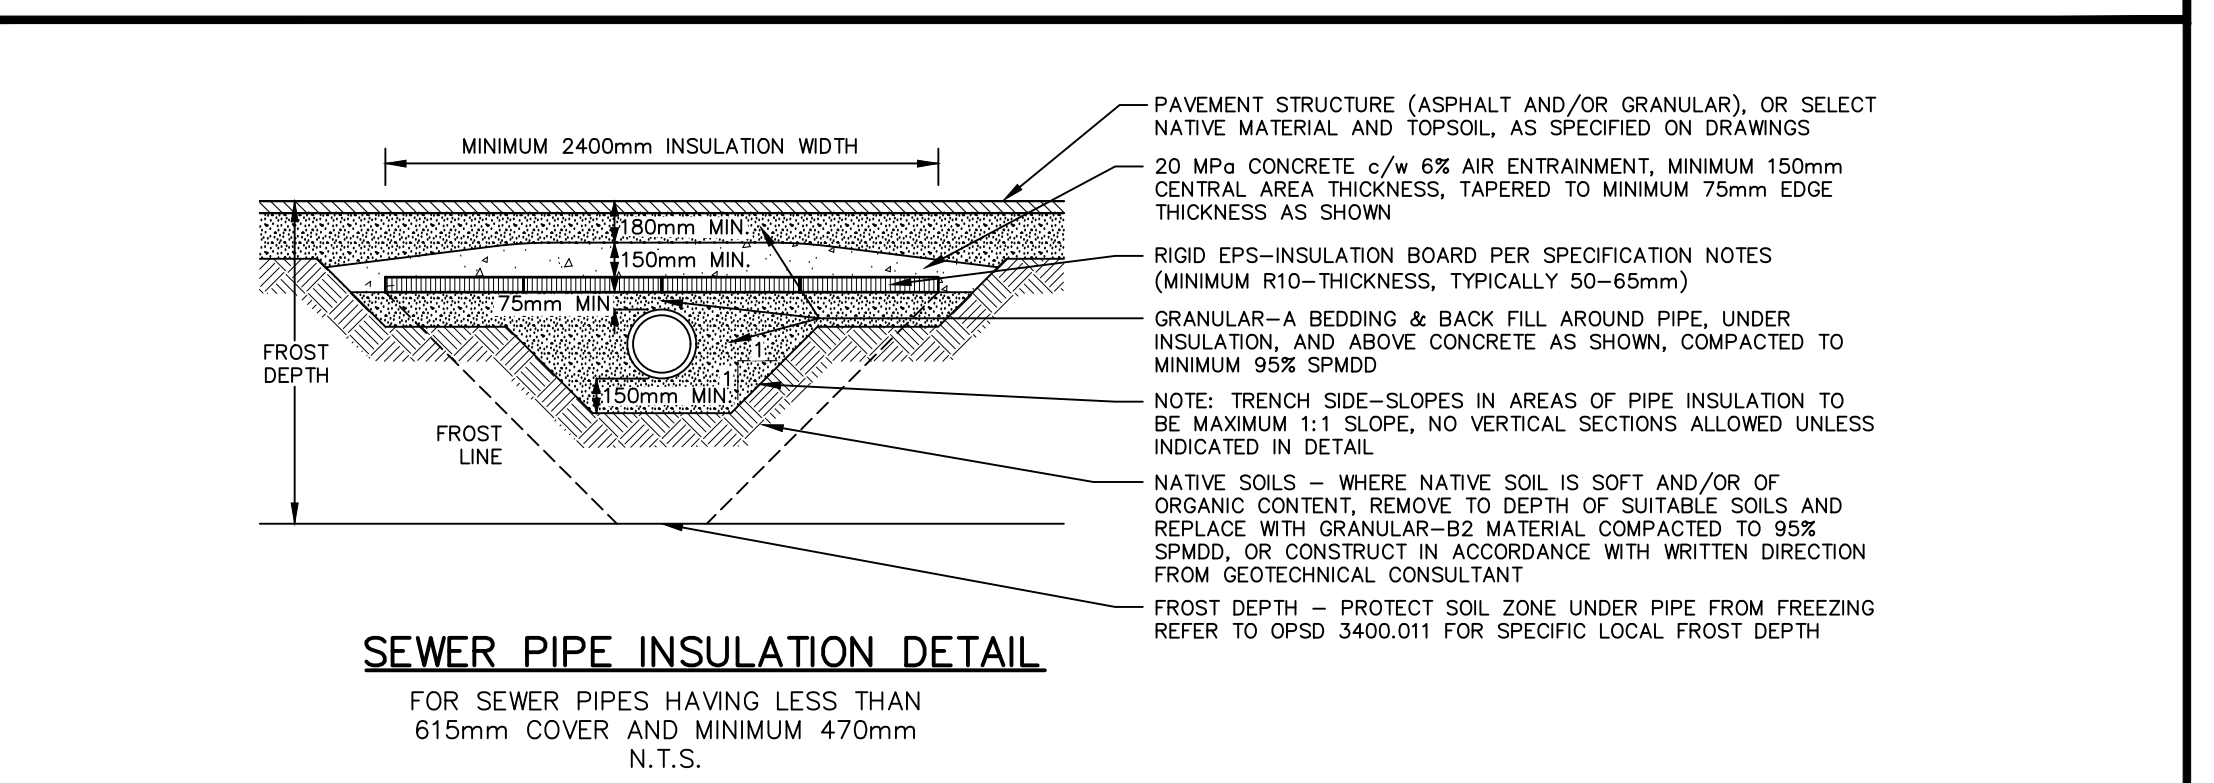 MINIMUM 2400mm INSULATION WIDTH
180mm MIN.
150mm MIN.
75mm MIN
1
1
150mm MIN.
FROST
DEPTH
FROST
LINE
PAVEMENT STRUCTURE (ASPHALT AND/OR GRANULAR), OR SELECT
NATIVE MATERIAL AND TOPSOIL, AS SPECIFIED ON DRAWINGS
20 MPa CONCRETE c/w 6% AIR ENTRAINMENT, MINIMUM 150mm
CENTRAL AREA THICKNESS, TAPERED TO MINIMUM 75mm EDGE
THICKNESS AS SHOWN
RIGID EPS-INSULATION BOARD PER SPECIFICATION NOTES
(MINIMUM R10-THICKNESS, TYPICALLY 50-65mm)
GRANULAR-A BEDDING & BACK FILL AROUND PIPE, UNDER
INSULATION, AND ABOVE CONCRETE AS SHOWN, COMPACTED TO
MINIMUM 95% SPMDD
NOTE: TRENCH SIDE-SLOPES IN AREAS OF PIPE INSULATION TO
BE MAXIMUM 1:1 SLOPE, NO VERTICAL SECTIONS ALLOWED UNLESS
INDICATED IN DETAIL
NATIVE SOILS - WHERE NATIVE SOIL IS SOFT AND/OR OF
ORGANIC CONTENT, REMOVE TO DEPTH OF SUITABLE SOILS AND
REPLACE WITH GRANULAR-B2 MATERIAL COMPACTED TO 95%
SPMDD, OR CONSTRUCT IN ACCORDANCE WITH WRITTEN DIRECTION
FROM GEOTECHNICAL CONSULTANT
FROST DEPTH - PROTECT SOIL ZONE UNDER PIPE FROM FREEZING
REFER TO OPSD 3400.011 FOR SPECIFIC LOCAL FROST DEPTH
SEWER PIPE INSULATION DETAIL
FOR SEWER PIPES HAVING LESS THAN
615mm COVER AND MINIMUM 470mm
N.T.S.